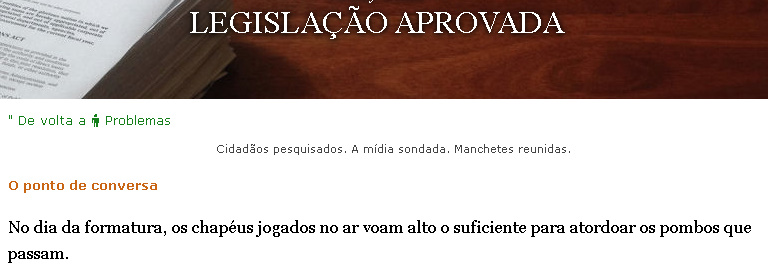 LEGISLAÇÃO APROVADA
" De volta a Problemas
Cidadãos pesquisados. A mídia sondada. Manchetes reunidas.
O ponto de conversa
No dia da formatura, os chapéus jogados no ar voam alto o suficiente para atordoar os pombos que
passam.